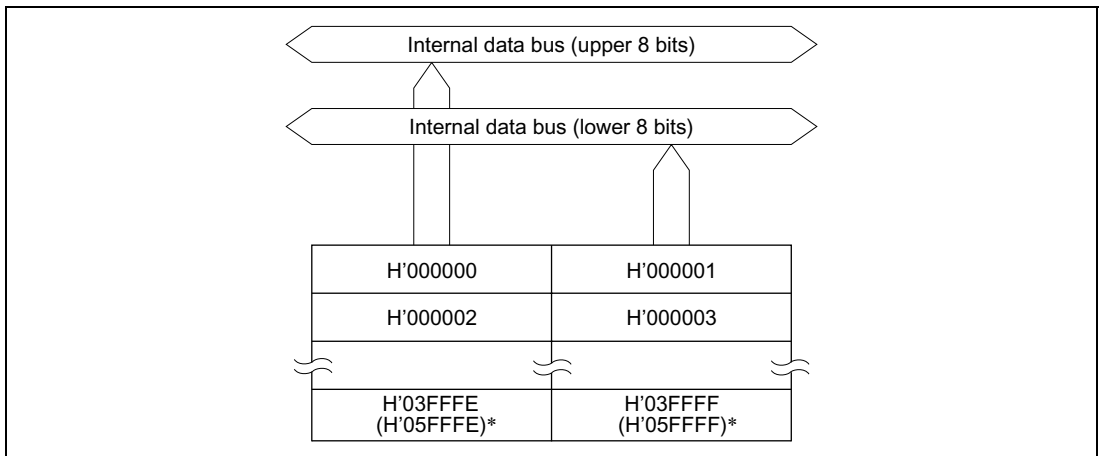 Internal data bus (upper 8 bits)
Internal data bus (lower 8 bits)
H’000000 H’000001
H’000002 H’000003
H’03FFFE H’03FFFF
(H’05FFFE)* (H’05FFFF)*